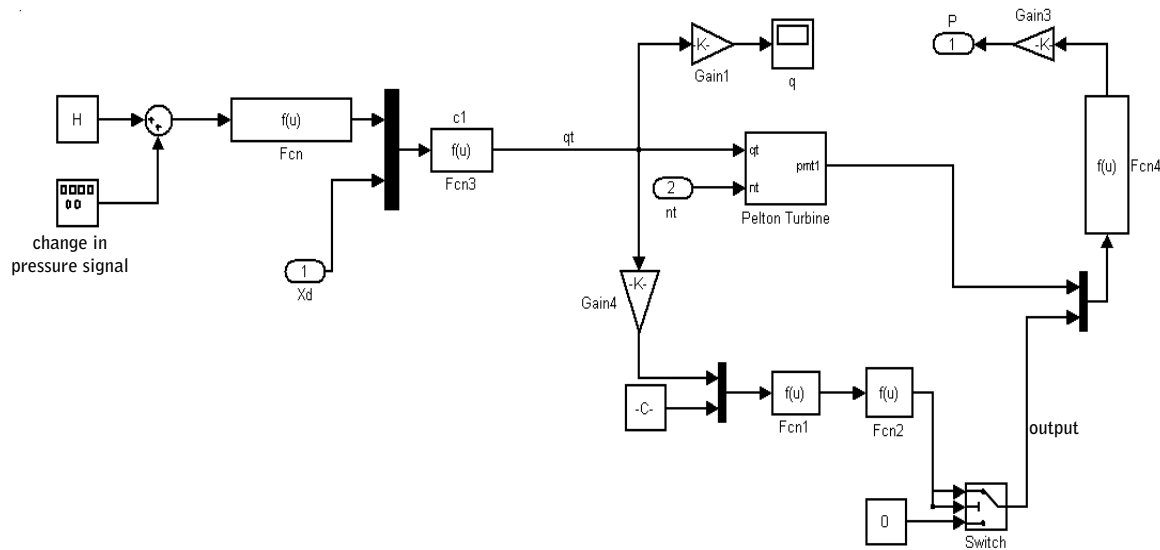 P
1
Gain3
-K-
-K-
Gain1
q
H
f(u)
Fcn
c1
f(u)
Fcn3
qt
qt
nt
pmt1
Pelton Turbine
2
nt
f(u)
Fcn4
change in
pressure signal
1
Xd
-K-
Gain4
-C-
f(u)
Fcn1
f(u)
Fcn2
output
0
Switch